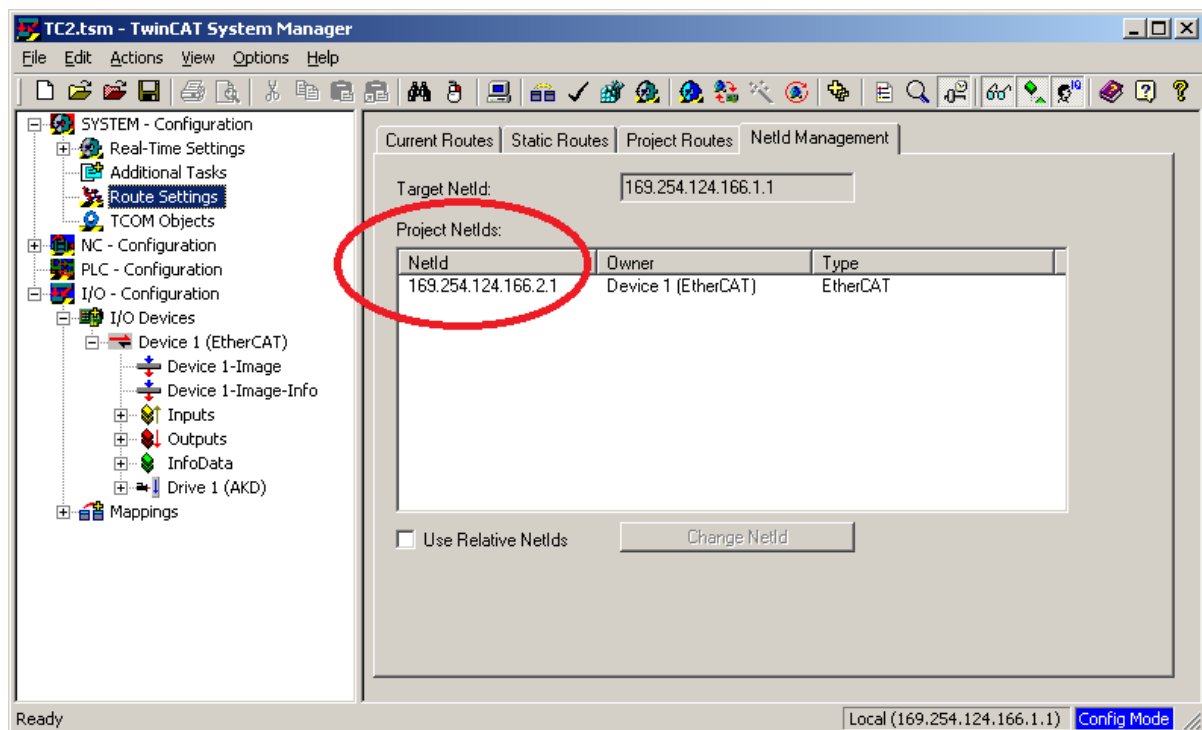 TC2.tsm - TwinCAT System Manager
File Edit Actions View Options Help
SYSTEM - Configuration
Real-Time Settings
Additional Tasks
Route Settings
TCOM Objects
NC - Configuration
PLC - Configuration
I/O - Configuration
I/O Devices
Device 1 (EtherCAT)
Device 1-Image
Device 1-Image-Info
Inputs
Outputs
InfoData
Drive 1 (AKD)
Mappings
Current Routes Static Routes Project Routes NetId Management
Target NetId: 169.254.124.166.1.1
Project NetIds:
NetId Owner Type
169.254.124.166.2.1 Device 1 (EtherCAT) EtherCAT
Use Relative NetIds Change NetId
Ready Local (169.254.124.166.1.1) Config Mode